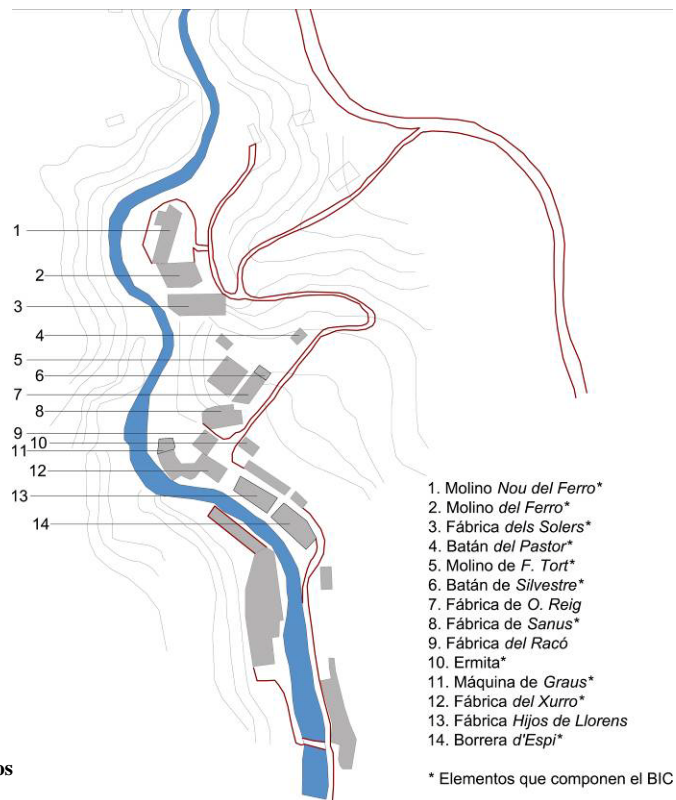 1
2
3
4
5
6
7
8
9
10
11
12
13
14
1. Molino Nou del Ferro*
2. Molino del Ferro*
3. Fábrica dels Solers*
4. Batán del Pastor*
5. Molino de F. Tort*
6. Batán de Silvestre*
7. Fábrica de O. Reig
8. Fábrica de Sanus*
9. Fábrica del Racó
10. Ermita*
11. Máquina de Graus*
12. Fábrica del Xurro*
13. Fábrica Hijos de Llorens
14. Borrera d'Espi*
* Elementos que componen el BIC
os